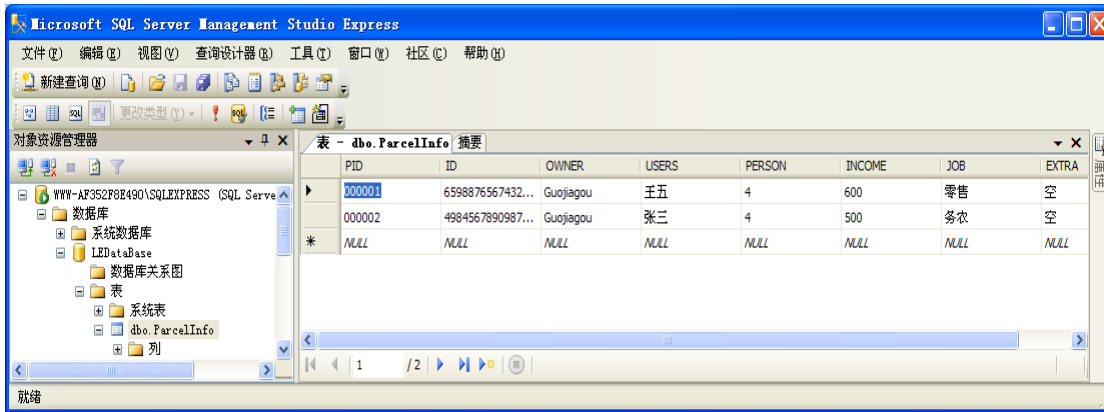 Microsoft SQL Server Management Studio Express
文件(F) 编辑(E) 视图(V) 查询设计器(R) 工具(T) 窗口(W) 社区(C) 帮助(H)
新建查询(N)
更改类型(Y)
对象资源管理器
表 - dbo.ParcelInfo 摘要
PID ID OWNER USERS PERSON INCOME JOB EXTRA
000001 6598876567432... Guojiagou 王五 4 600 零售 空
000002 4984567890987... Guojiagou 张三 4 500 务农 空
NULL NULL NULL NULL NULL NULL NULL NULL
WWW-AF352F8E490\SQLEXPRESS (SQL Serve
数据库
系统数据库
LEDataBase
数据库关系图
表
系统表
dbo.ParcelInfo
列
1 /2
就绪